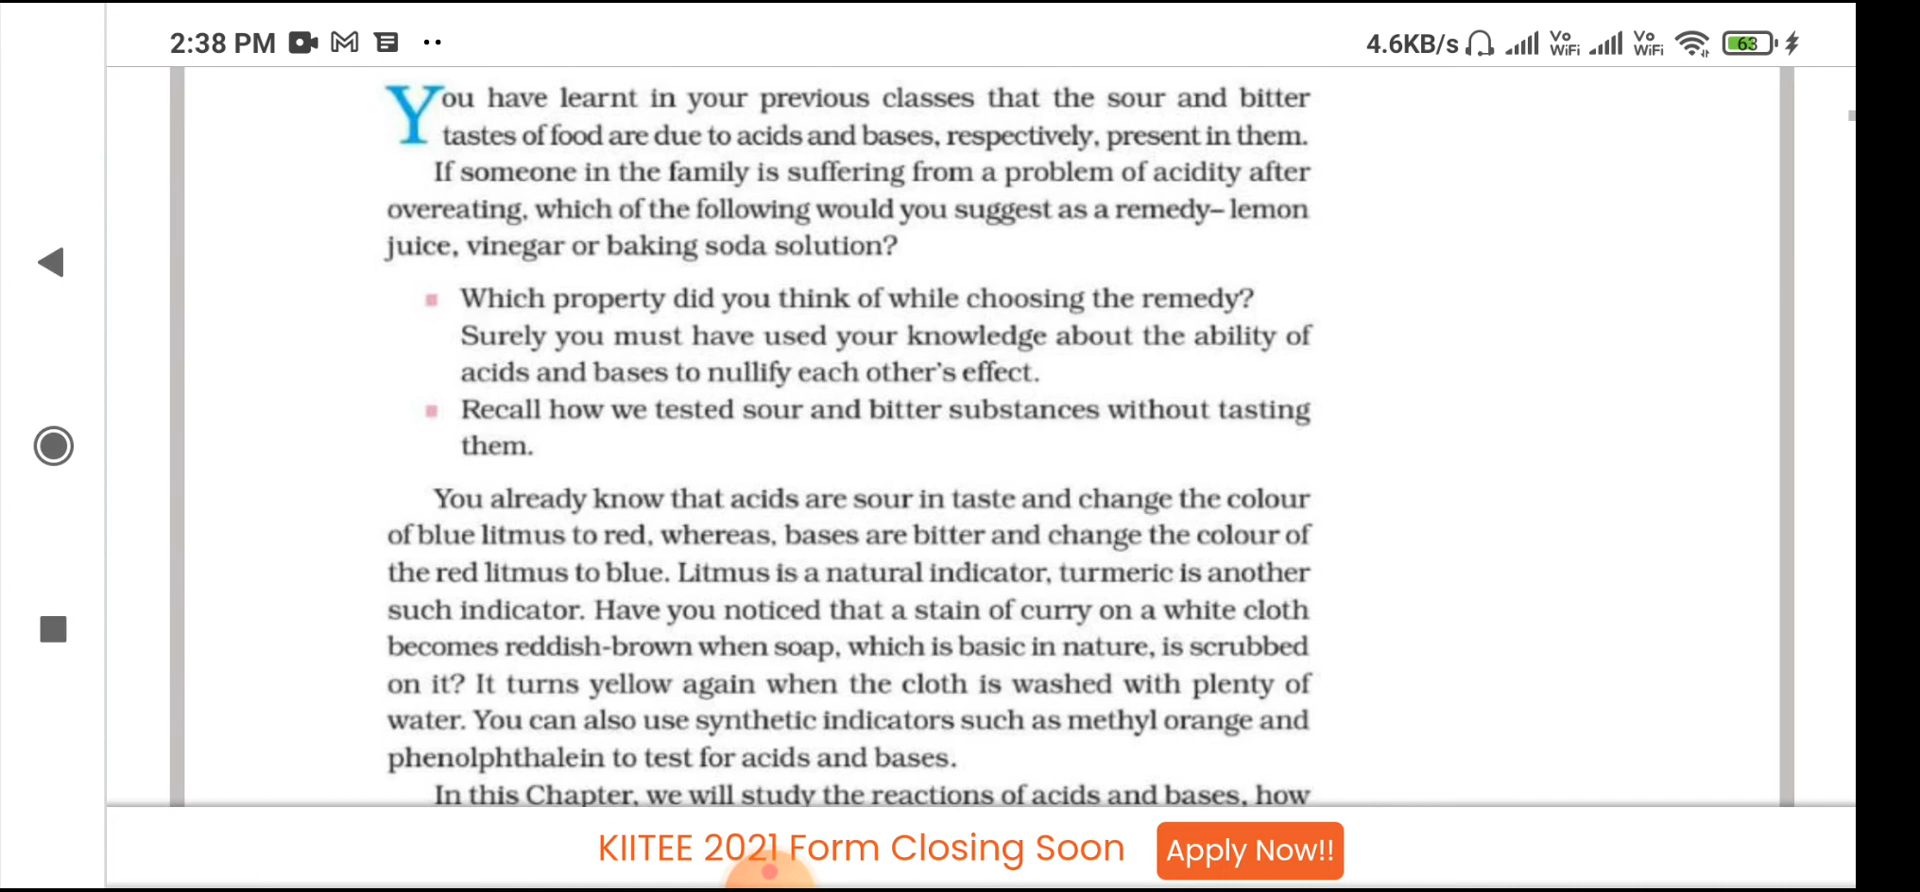 2:38 PM
4.6KB/s Vo WiFi Vo WiFi 63
You have learnt in your previous classes that the sour and bitter
tastes of food are due to acids and bases, respectively, present in them.
If someone in the family is suffering from a problem of acidity after
overeating, which of the following would you suggest as a remedy– lemon
juice, vinegar or baking soda solution?
Which property did you think of while choosing the remedy?
Surely you must have used your knowledge about the ability of
acids and bases to nullify each other's effect.
Recall how we tested sour and bitter substances without tasting
them.
You already know that acids are sour in taste and change the colour
of blue litmus to red, whereas, bases are bitter and change the colour of
the red litmus to blue. Litmus is a natural indicator, turmeric is another
such indicator. Have you noticed that a stain of curry on a white cloth
becomes reddish-brown when soap, which is basic in nature, is scrubbed
on it? It turns yellow again when the cloth is washed with plenty of
water. You can also use synthetic indicators such as methyl orange and
phenolphthalein to test for acids and bases.
In this Chapter, we will study the reactions of acids and bases, how
KIITEE 2021 Form Closing Soon
Apply Now!!